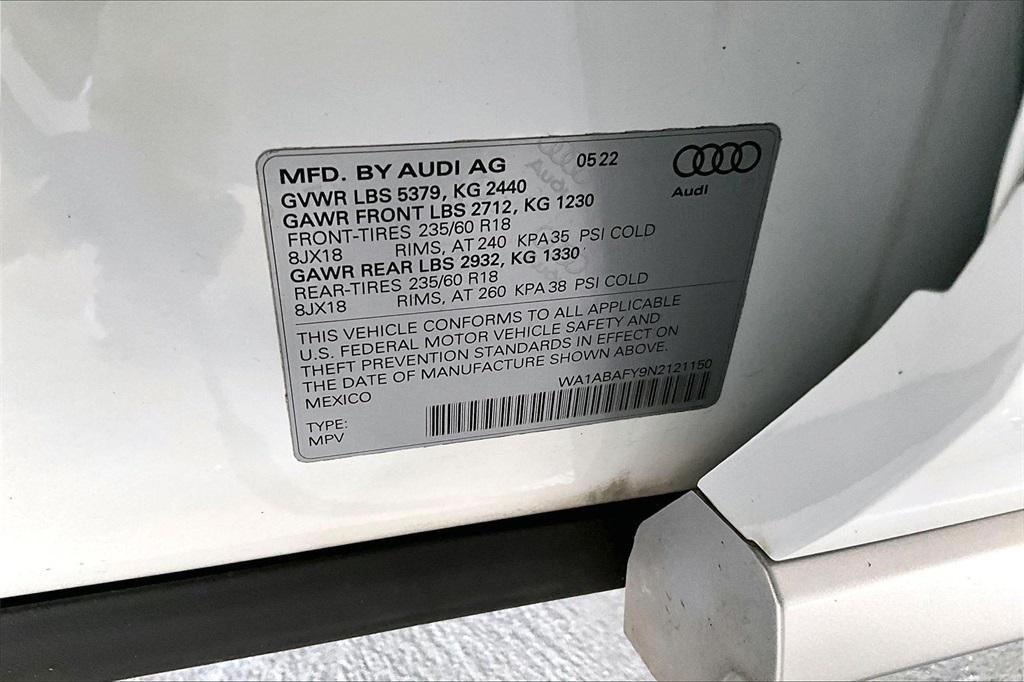 MFD. BY AUDI AG 0522
Audi
GVWR LBS 5379, KG 2440
GAWR FRONT LBS 2712, KG 1230
FRONT-TIRES 235/60 R18
8JX18 RIMS, AT 240 KPA 35 PSI COLD
GAWR REAR LBS 2932, KG 1330
REAR-TIRES 235/60 R18
8JX18 RIMS, AT 260 KPA 38 PSI COLD
THIS VEHICLE CONFORMS TO ALL APPLICABLE
U.S. FEDERAL MOTOR VEHICLE SAFETY AND
THEFT PREVENTION STANDARDS IN EFFECT ON
THE DATE OF MANUFACTURE SHOWN ABOVE.
MEXICO WA1ABAFY9N2121150
TYPE:
MPV